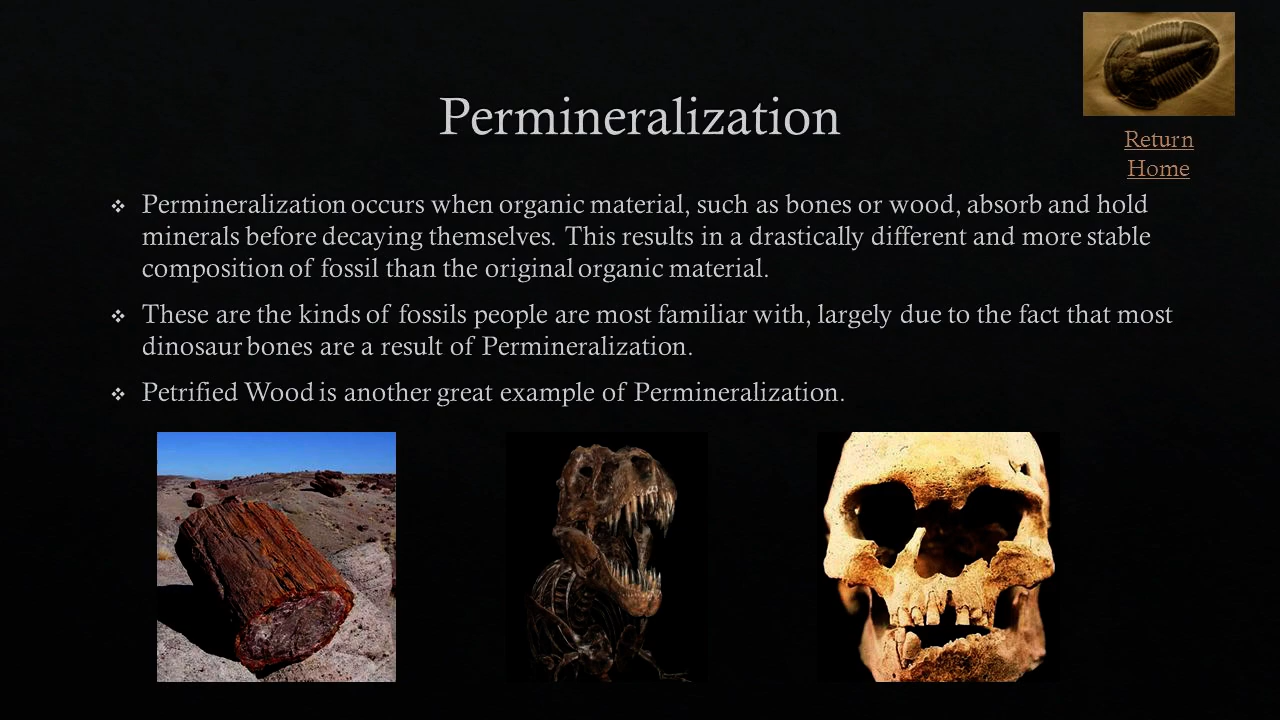 Permineralization
Return
Home
Permineralization occurs when organic material, such as bones or wood, absorb and hold
minerals before decaying themselves. This results in a drastically different and more stable
composition of fossil than the original organic material.
These are the kinds of fossils people are most familiar with, largely due to the fact that most
dinosaur bones are a result of Permineralization.
Petrified Wood is another great example of Permineralization.